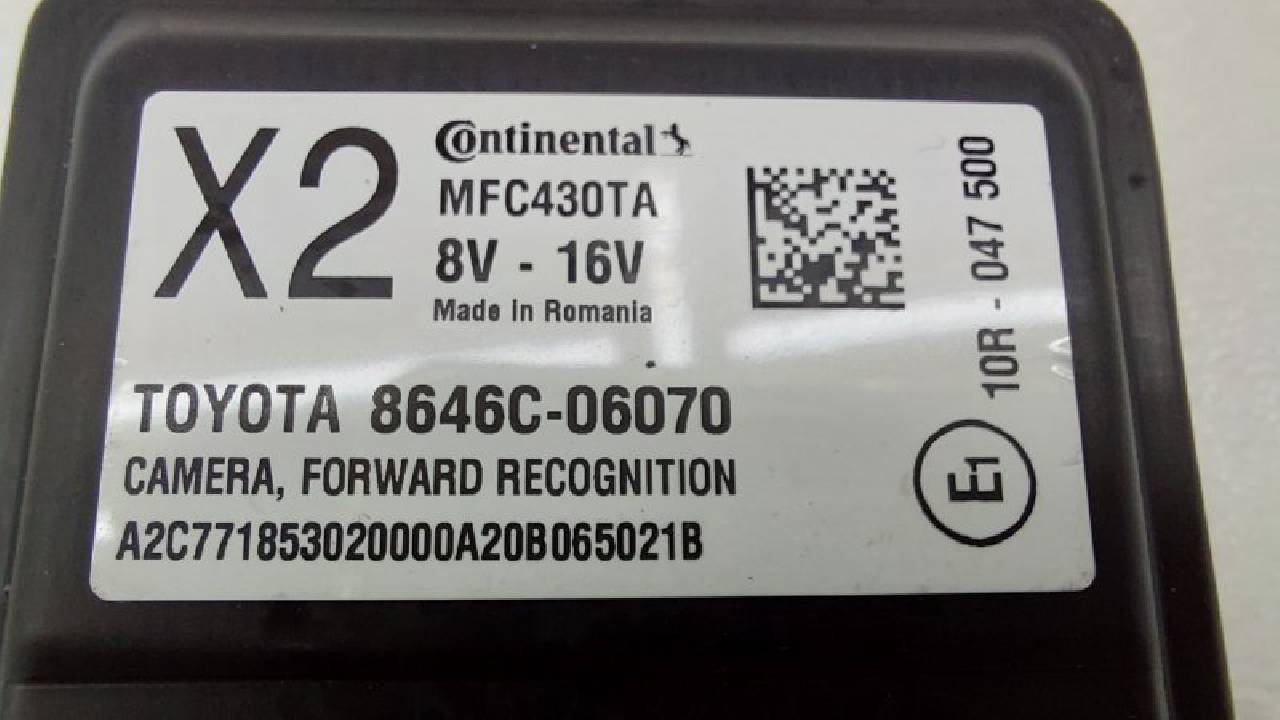 X2
Continental
MFC430TA
8V - 16V
Made In Romania
TOYOTA 8646C-06070
CAMERA, FORWARD RECOGNITION
A2C771853020000A20B065021B
10R - 047 500
E1